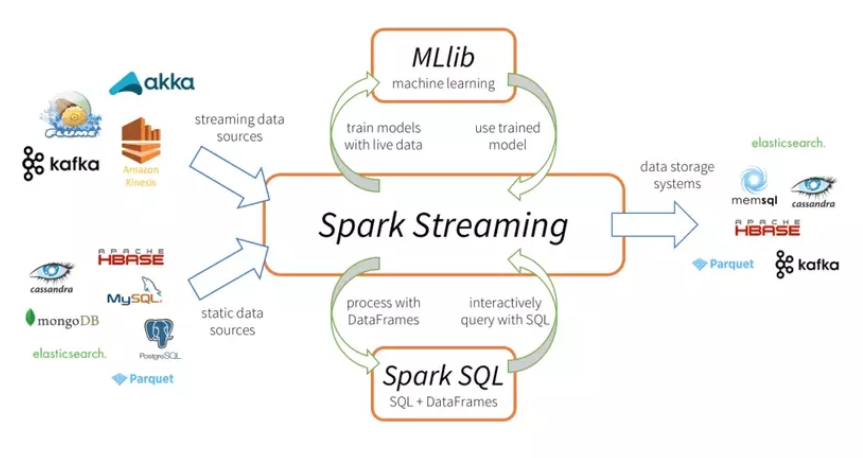 MLlib
machine learning
akka
flume
kafka
Amazon
Kinesis
streaming data
sources
train models
with live data
use trained
model
Spark Streaming
data storage
systems
elasticsearch.
memsql
cassandra
APACHE
HBASE
Parquet
kafka
APACHE
HBASE
cassandra
MySQL
mongoDB
PostgreSQL
elasticsearch.
Parquet
static data
sources
process with
DataFrames
interactively
query with SQL
Spark SQL
SQL + DataFrames